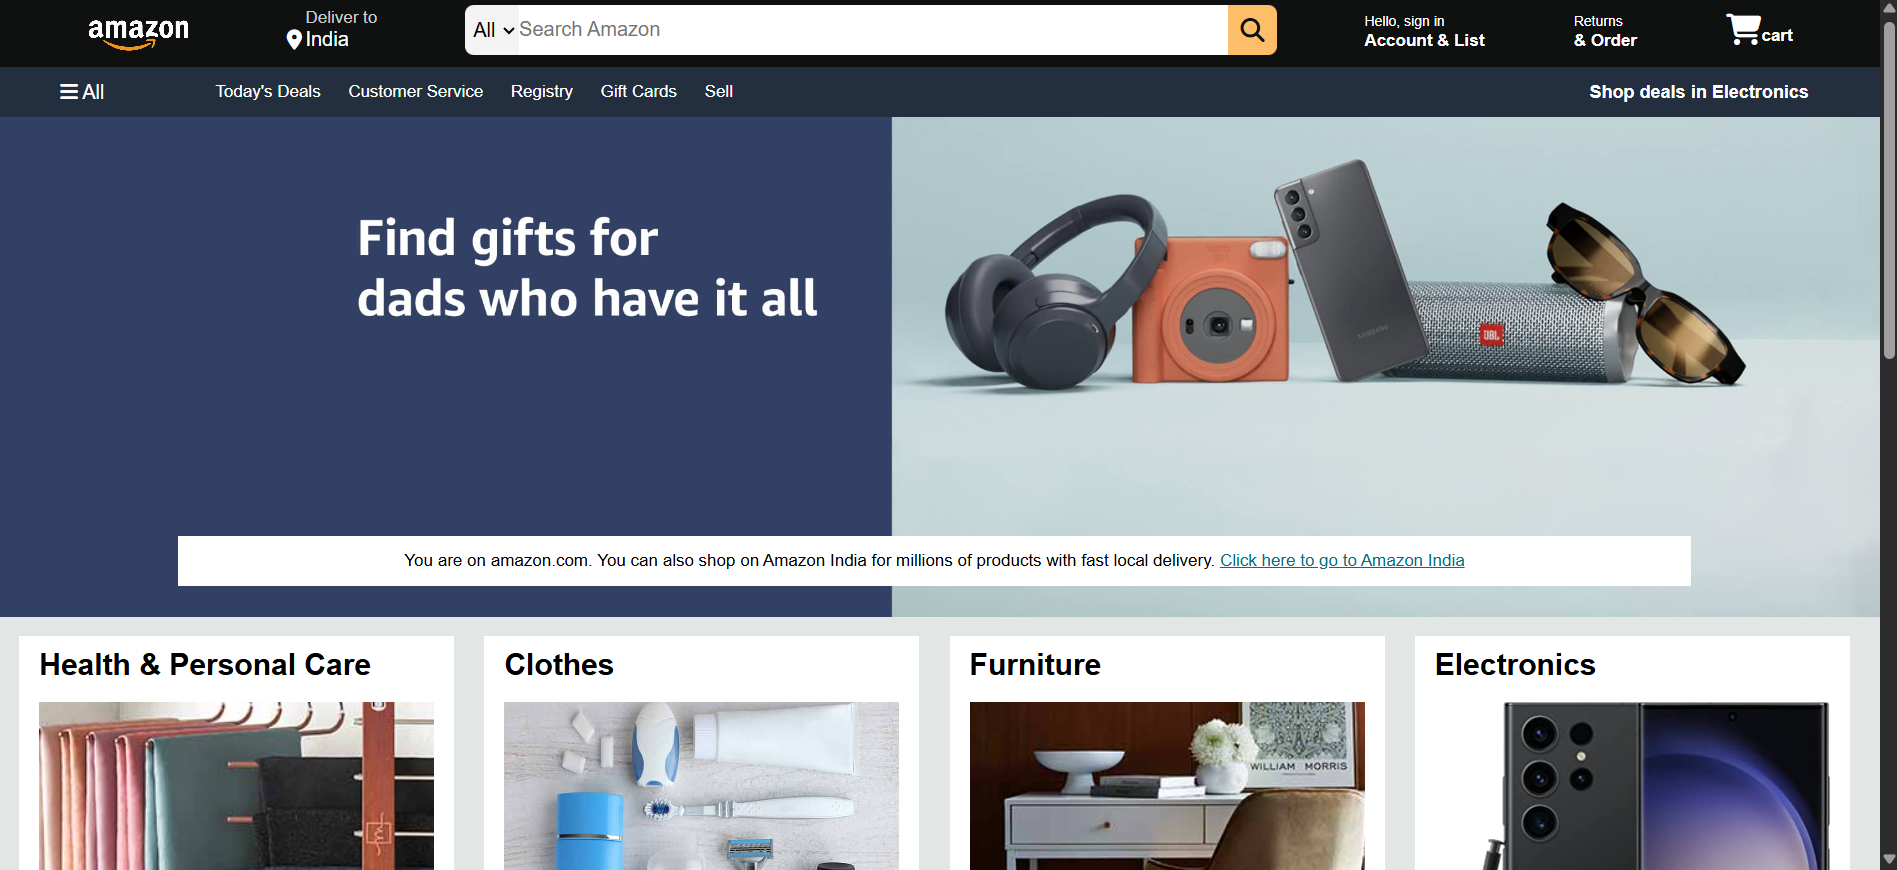 amazon
Deliver to
India
All
Search Amazon
Hello, sign in
Account & List
Returns
& Order
cart
All
Today's Deals
Customer Service
Registry
Gift Cards
Sell
Shop deals in Electronics
Find gifts for
dads who have it all
SAMSUNG
JBL
You are on amazon.com. You can also shop on Amazon India for millions of products with fast local delivery. Click here to go to Amazon India
Health & Personal Care
Clothes
Furniture
Electronics
WILLIAM MORRIS